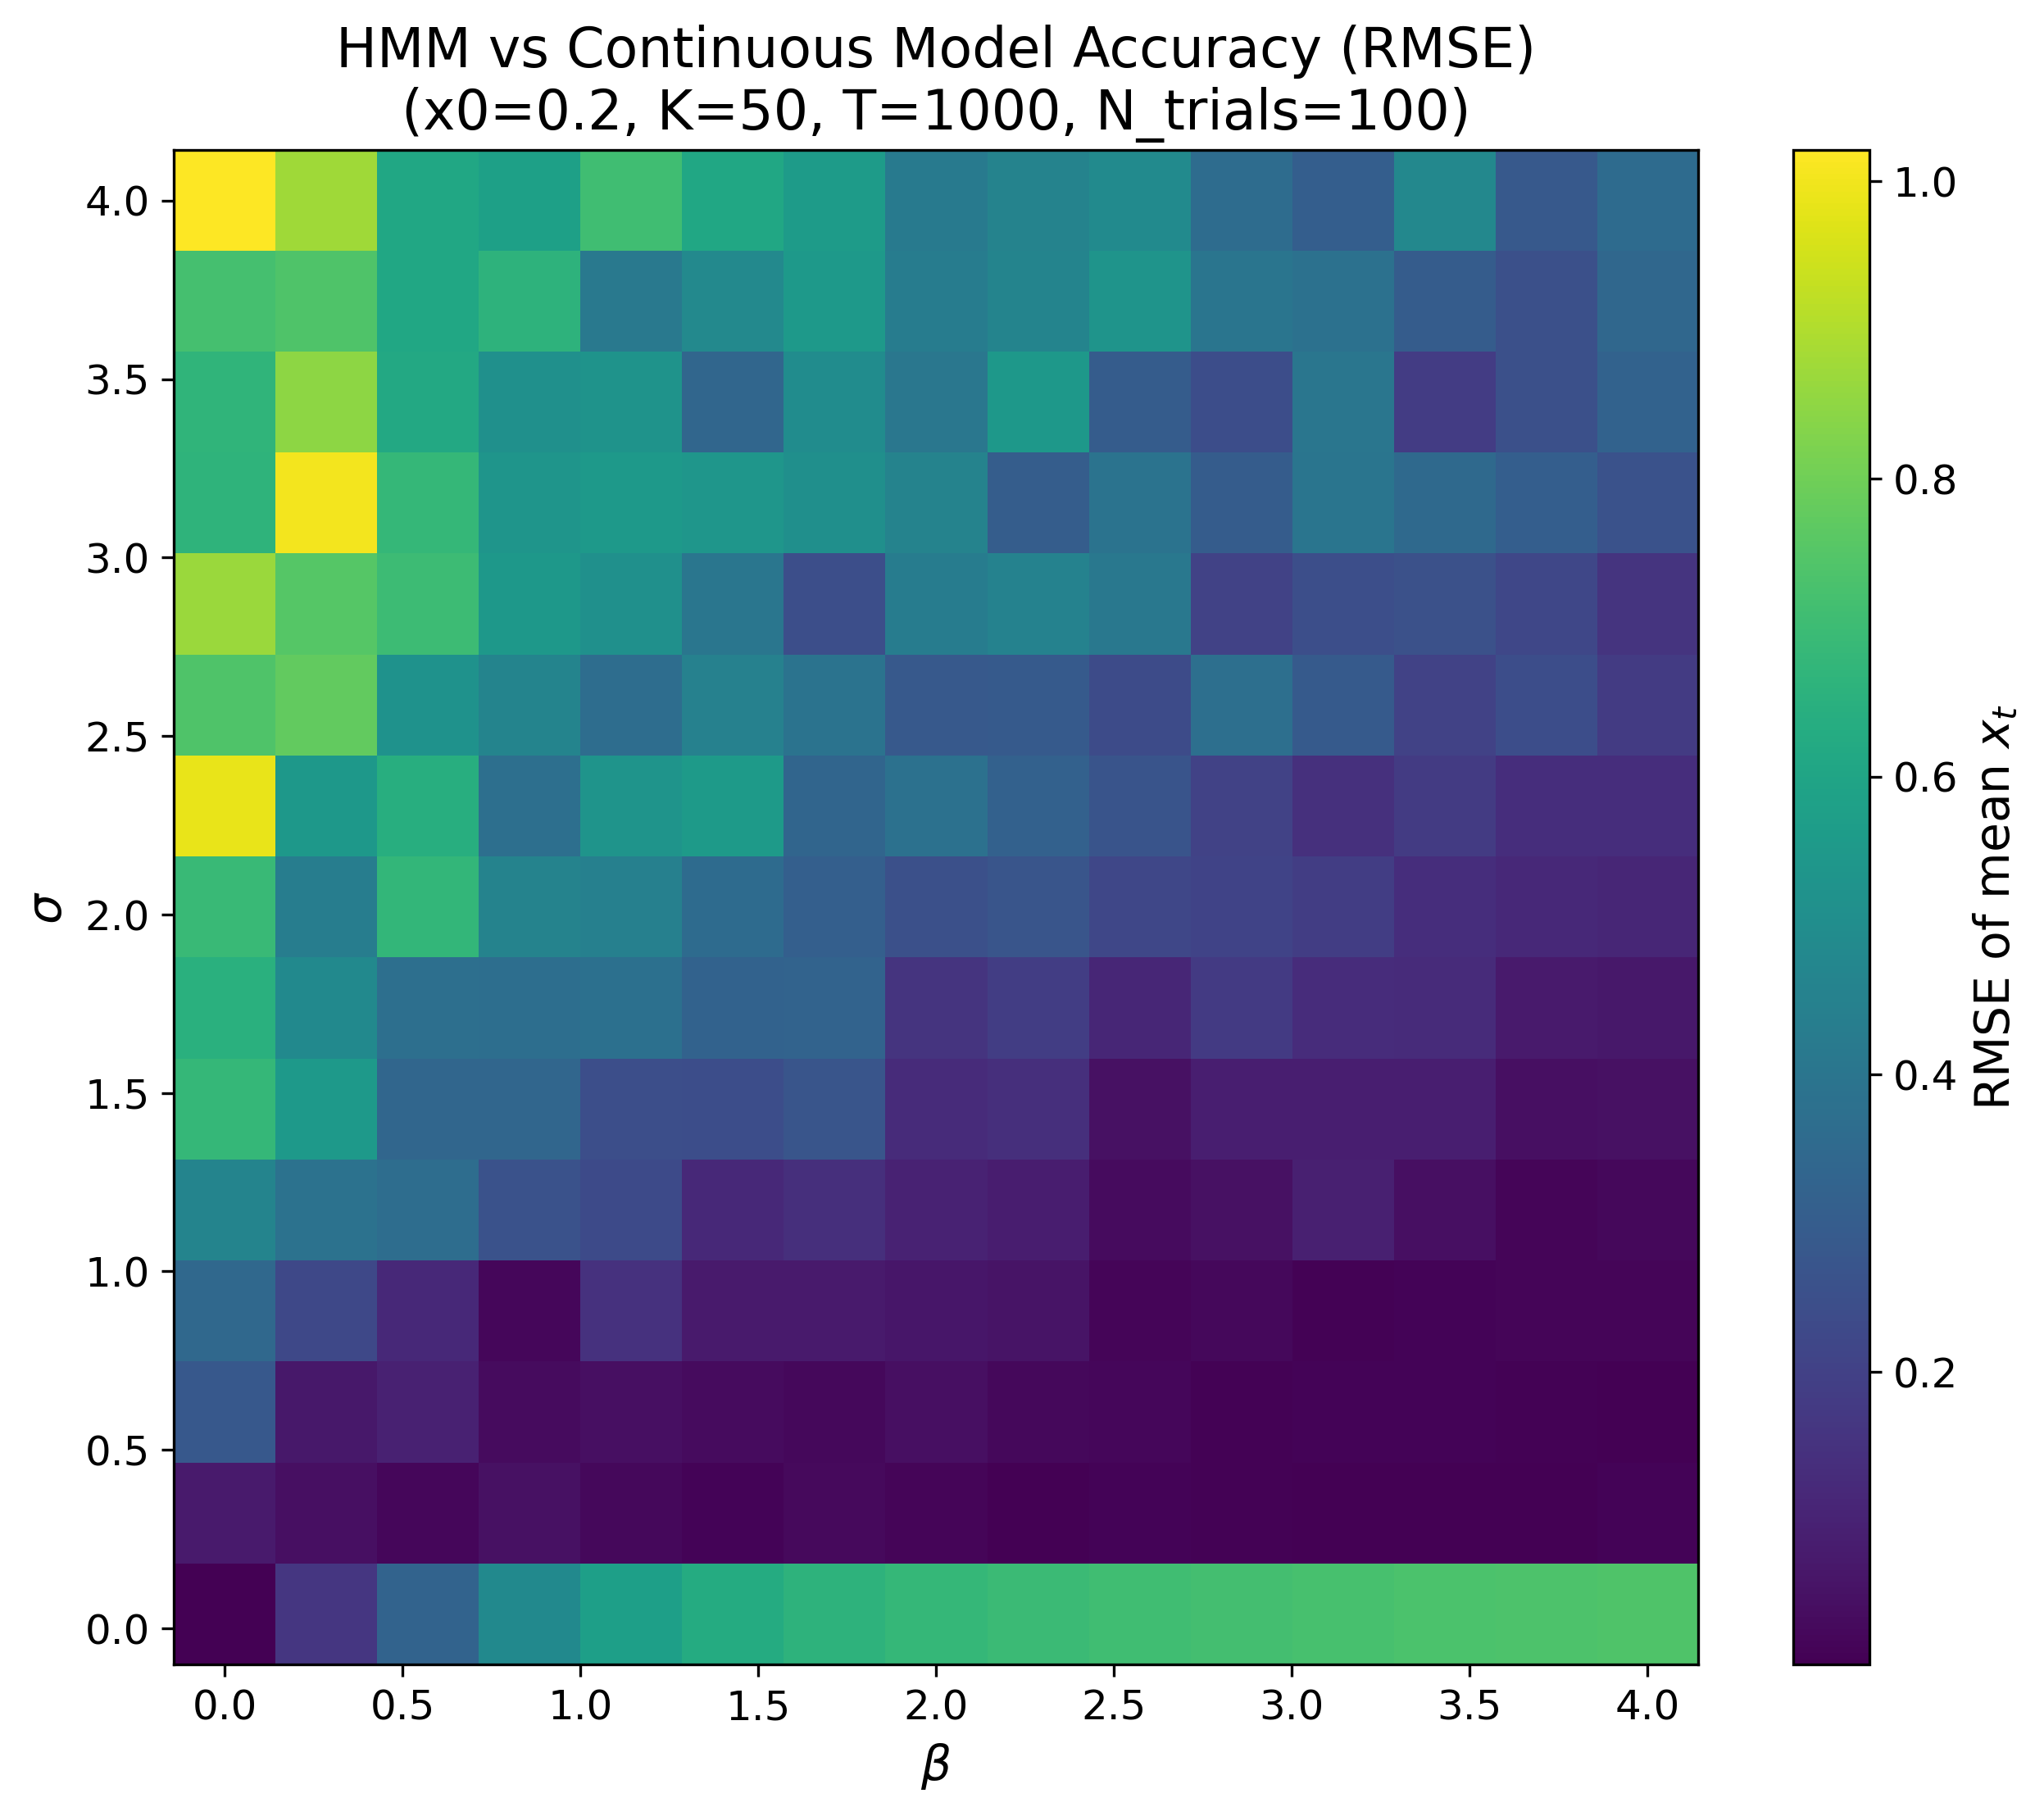 HMM vs Continuous Model Accuracy (RMSE)
(x0=0.2, K=50, T=1000, N_trials=100)
4.0
3.5
3.0
2.5
2.0
1.5
1.0
0.5
0.0
σ
0.0 0.5 1.0 1.5 2.0 2.5 3.0 3.5 4.0
β
1.0
0.8
0.6
0.4
0.2
RMSE of mean xₜ